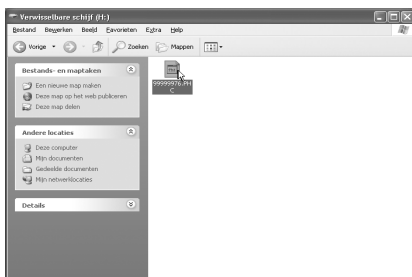 Verwisselbare schijf (H:)
Bestand Bewerken Beeld Favorieten Extra Help
Vorige Zoeken Mappen
Bestands- en maptaken
Een nieuwe map maken
Deze map op het web publiceren
Deze map delen
99999976.PH
C
Andere locaties
Deze computer
Mijn documenten
Gedeelde documenten
Mijn netwerklocaties
Details